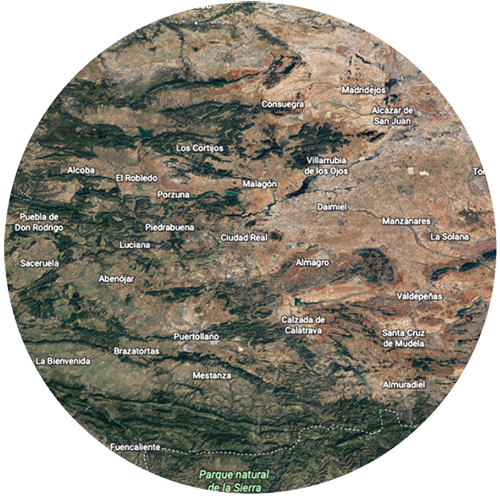 Madridejos
Consuegra
Alcázar de
San Juan
Los Cortijos
Villarrubia
de los Ojos
Alcoba
El Robledo
Malagón
Porzuna
Daimiel
Puebla de
Don Rodrigo
Manzanares
Piedrabuena
Ciudad Real
La Solana
Luciana
Saceruela
Almagro
Abenójar
Valdepeñas
Calzada de
Calatrava
Puertollano
Santa Cruz
de Mudela
Brazatortas
La Bienvenida
Mestanza
Almuradiel
Fuencaliente
Parque natural
de la Sierra